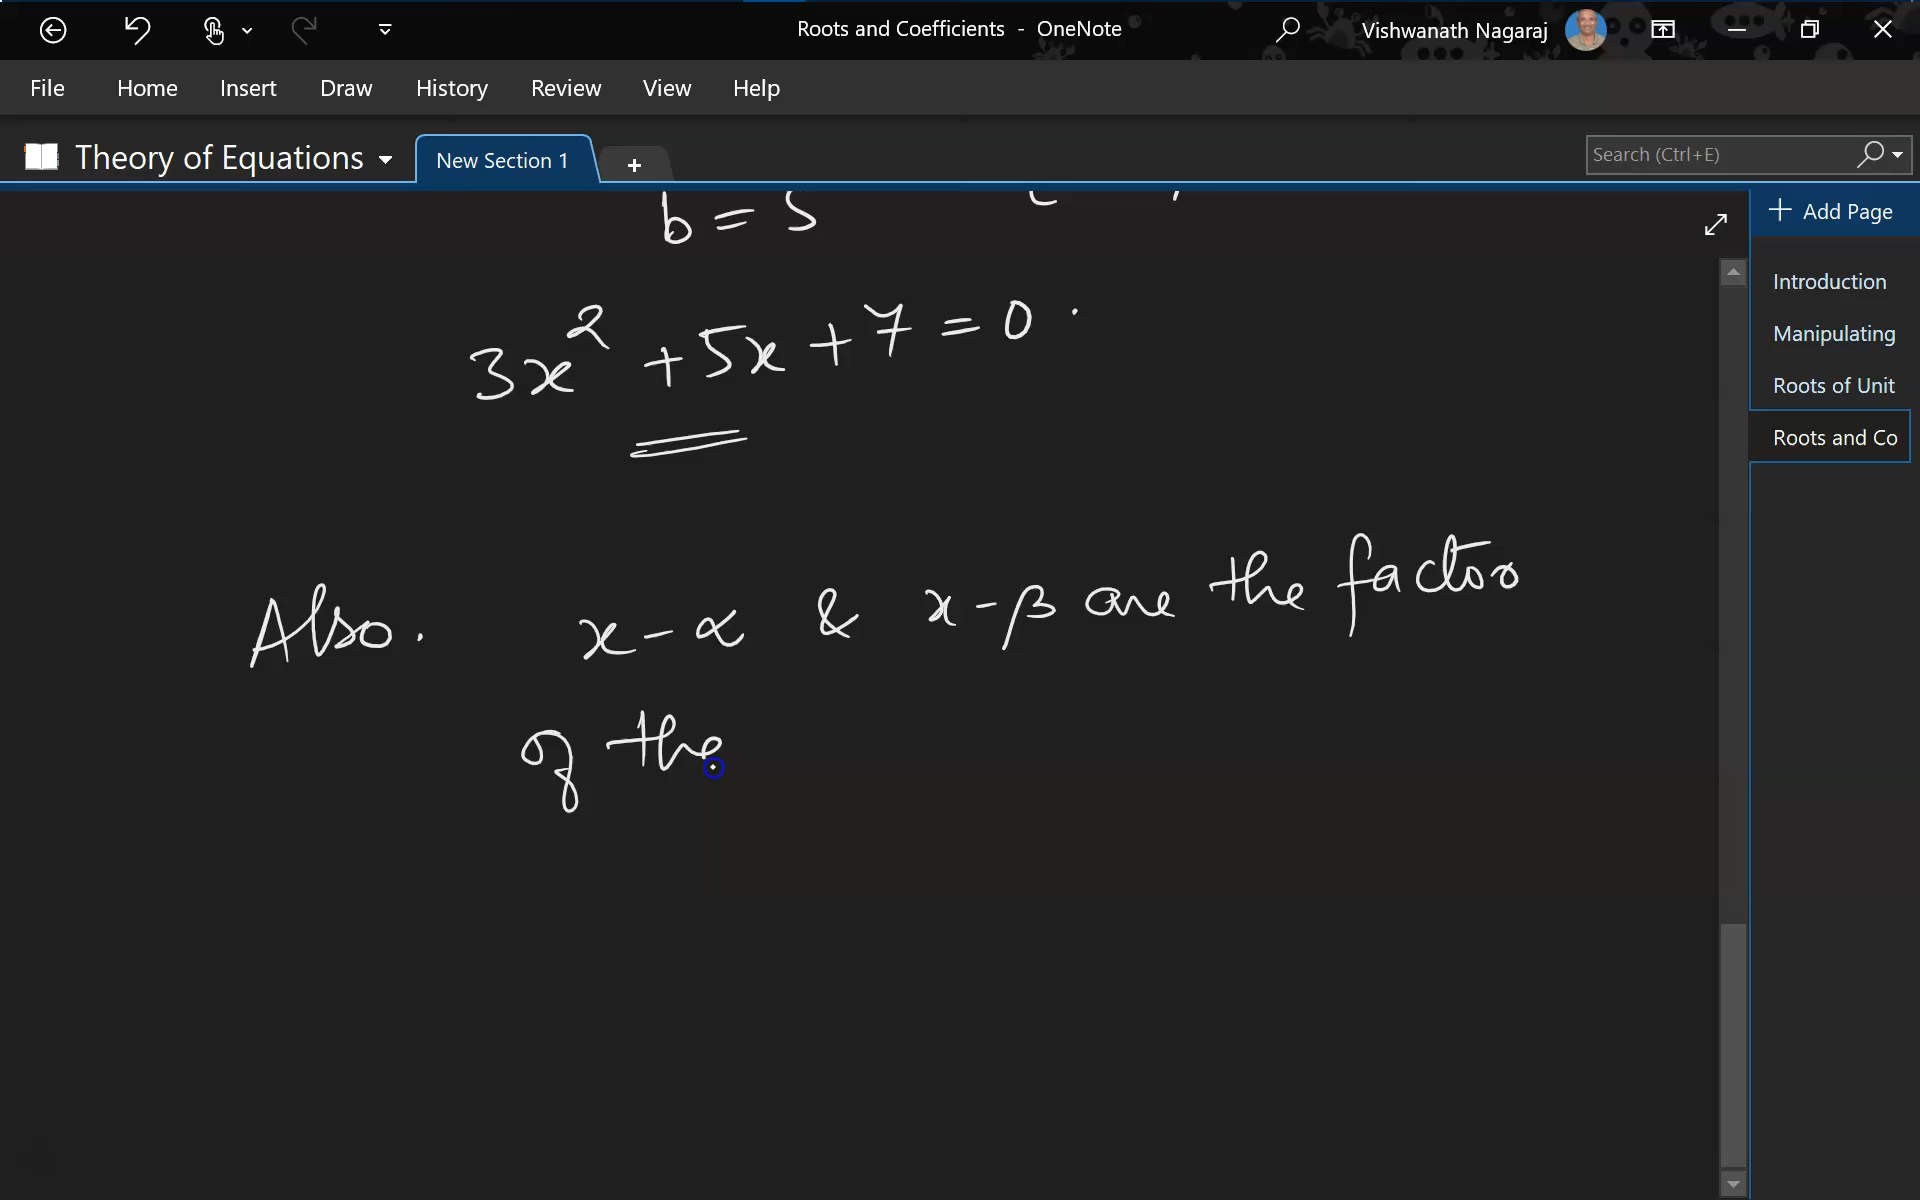 Roots and Coefficients - OneNote
Vishwanath Nagaraj
File Home Insert Draw History Review View Help
Theory of Equations
New Section 1
+
Search (Ctrl+E)
+ Add Page
Introduction
Manipulating
Roots of Unit
Roots and Co
b = 5
3x² + 5x + 7 = 0 .
Also. x - α & x - β are the factor
of the